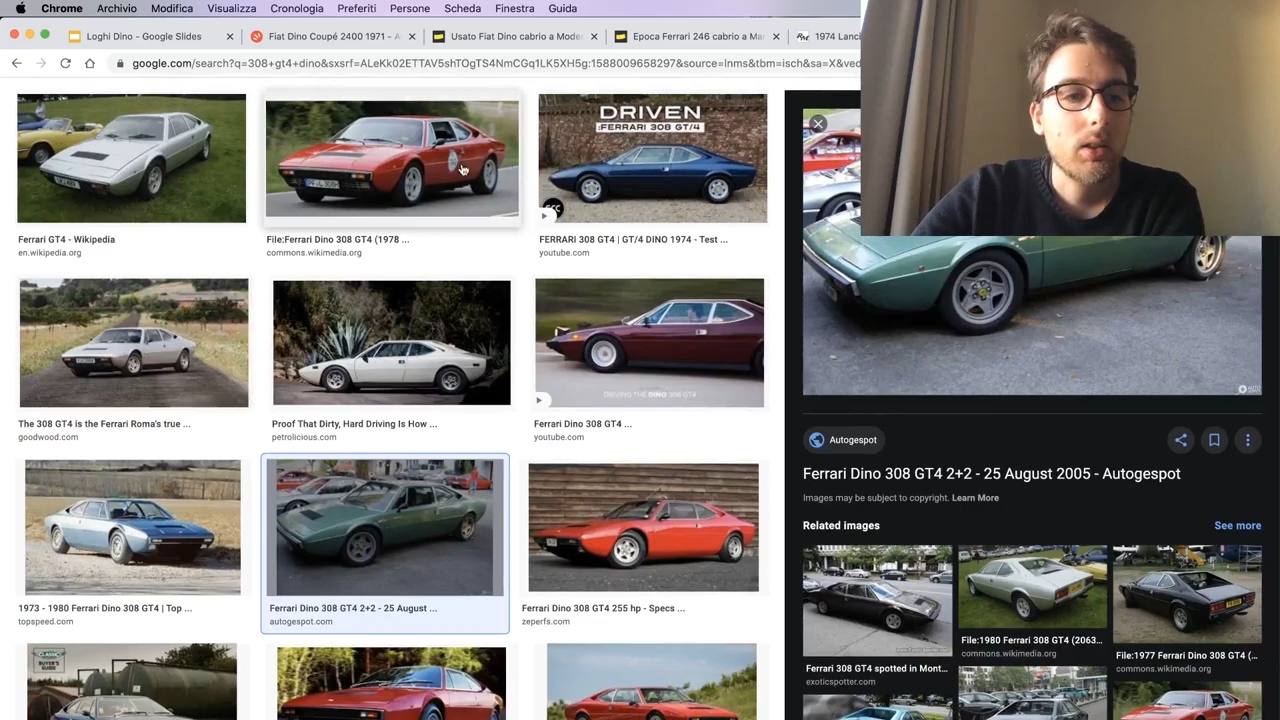 Chrome Archivio Modifica Visualizza Cronologia Preferiti Persone Scheda Finestra Guida
Loghi Dino - Google Slides
Fiat Dino Coupé 2400 1971 - A
Usato Fiat Dino cabrio a Mode
Epoca Ferrari 246 cabrio a Ma
1974 Lanci
google.com/search?q=308+gt4+dino&sxsrf=ALeKk02ETTAV5shTOgTS4NmCGq1LK5XH5g:1588009658297&source=lnms&tbm=isch&sa=X&ved
DRIVEN
:FERRARI 308 GT/4
Ferrari GT4 - Wikipedia
en.wikipedia.org
File:Ferrari Dino 308 GT4 (1978 ...
commons.wikimedia.org
FERRARI 308 GT4 | GT/4 DINO 1974 - Test ...
youtube.com
DRIVING THE DINO 308 GT4
The 308 GT4 is the Ferrari Roma's true ...
goodwood.com
Proof That Dirty, Hard Driving Is How ...
petrolicious.com
Ferrari Dino 308 GT4 ...
youtube.com
1973 - 1980 Ferrari Dino 308 GT4 | Top ...
topspeed.com
Ferrari Dino 308 GT4 2+2 - 25 August ...
autogespot.com
Ferrari Dino 308 GT4 255 hp - Specs ...
zeperfs.com
CLASSIC
BUYER'S
GUIDE
Autogespot
Ferrari Dino 308 GT4 2+2 - 25 August 2005 - Autogespot
Images may be subject to copyright. Learn More
Related images
See more
Ferrari 308 GT4 spotted in Mont...
exoticspotter.com
File:1980 Ferrari 308 GT4 (2063...
commons.wikimedia.org
File:1977 Ferrari Dino 308 GT4 (...
commons.wikimedia.org